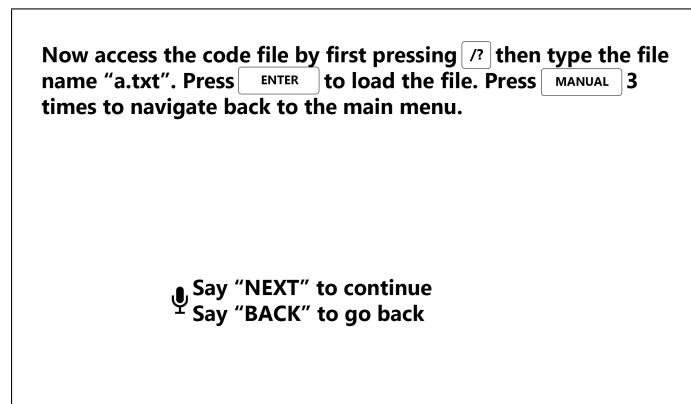 Now access the code file by first pressing /? then type the file
name “a.txt”. Press ENTER to load the file. Press MANUAL 3
times to navigate back to the main menu.
Say “NEXT” to continue
Say “BACK” to go back